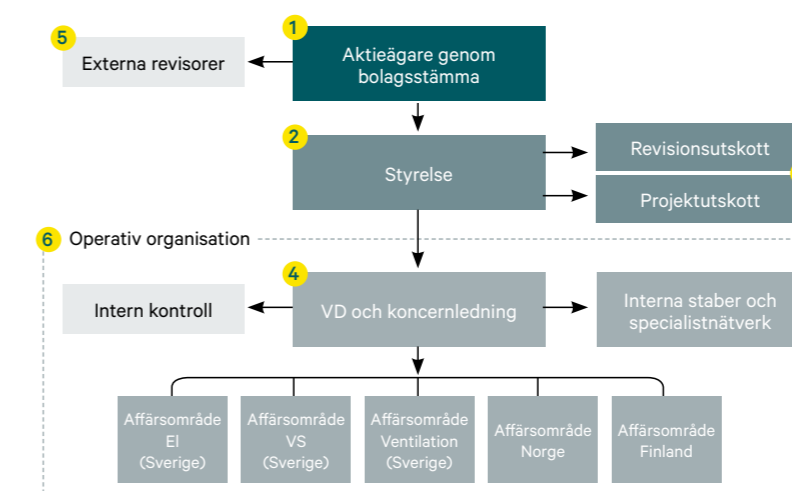 5
Externa revisorer
1
Aktieägare genom
bolagsstämma
2
Styrelse
Revisionsutskott
Projektutskott
6 Operativ organisation
4
Intern kontroll
VD och koncernledning
Interna staber och
specialistnätverk
Affärsområde
El
(Sverige)
Affärsområde
VS
(Sverige)
Affärsområde
Ventilation
(Sverige)
Affärsområde
Norge
Affärsområde
Finland